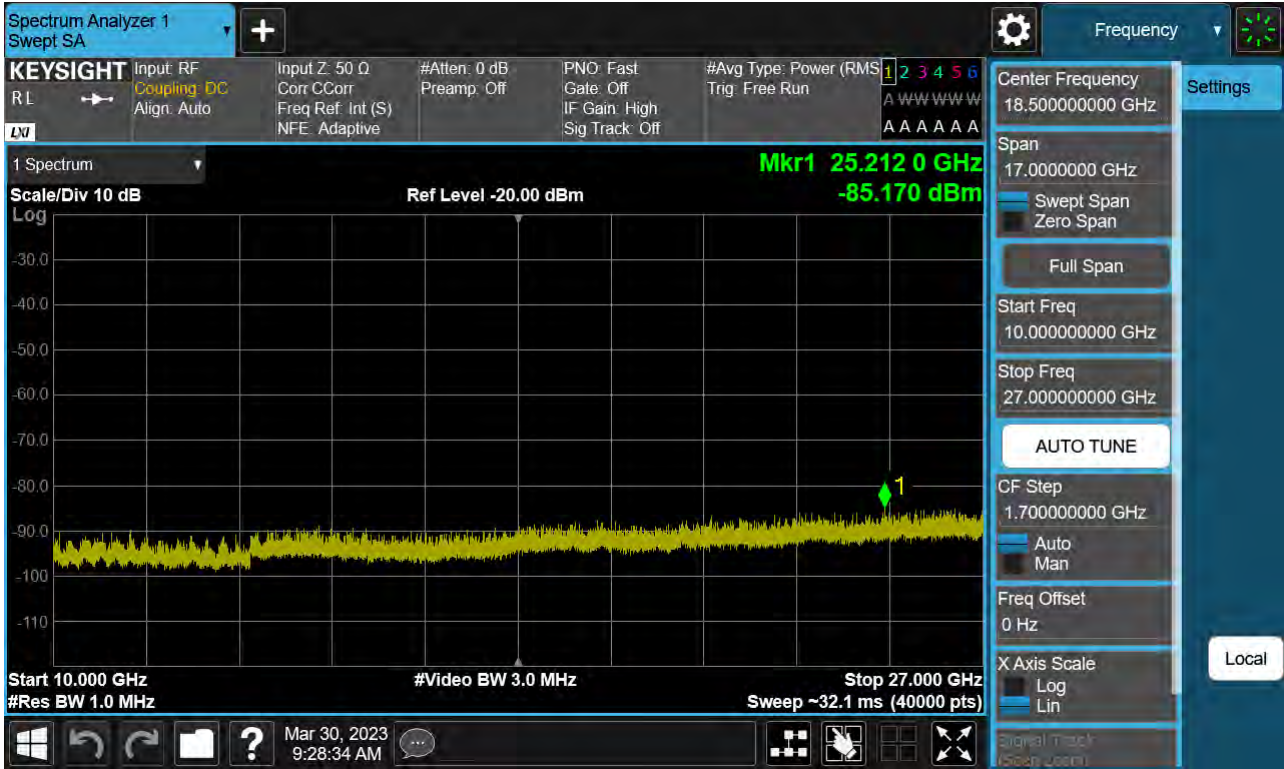 Spectrum Analyzer 1
Swept SA
+
Frequency
KEYSIGHT
RL
LXI
Input: RF
Coupling: DC
Align: Auto
Input Z: 50 Ω
Corr CCorr
Freq Ref: Int (S)
NFE: Adaptive
#Atten: 0 dB
Preamp: Off
PNO: Fast
Gate: Off
IF Gain: High
Sig Track: Off
#Avg Type: Power (RMS
Trig: Free Run
1 2 3 4 5 6
A W W W W W
A A A A A A
1 Spectrum
Scale/Div 10 dB
Log
Ref Level -20.00 dBm
Mkr1 25.212 0 GHz
-85.170 dBm
-30.0
-40.0
-50.0
-60.0
-70.0
-80.0
-90.0
-100
-110
1
Start 10.000 GHz
#Res BW 1.0 MHz
#Video BW 3.0 MHz
Stop 27.000 GHz
Sweep ~32.1 ms (40000 pts)
Center Frequency
18.500000000 GHz
Span
17.0000000 GHz
Swept Span
Zero Span
Full Span
Start Freq
10.000000000 GHz
Stop Freq
27.000000000 GHz
AUTO TUNE
CF Step
1.700000000 GHz
Auto
Man
Freq Offset
0 Hz
X Axis Scale
Log
Lin
Signal Track
(Span Zoom)
Settings
Local
?
Mar 30, 2023
9:28:34 AM